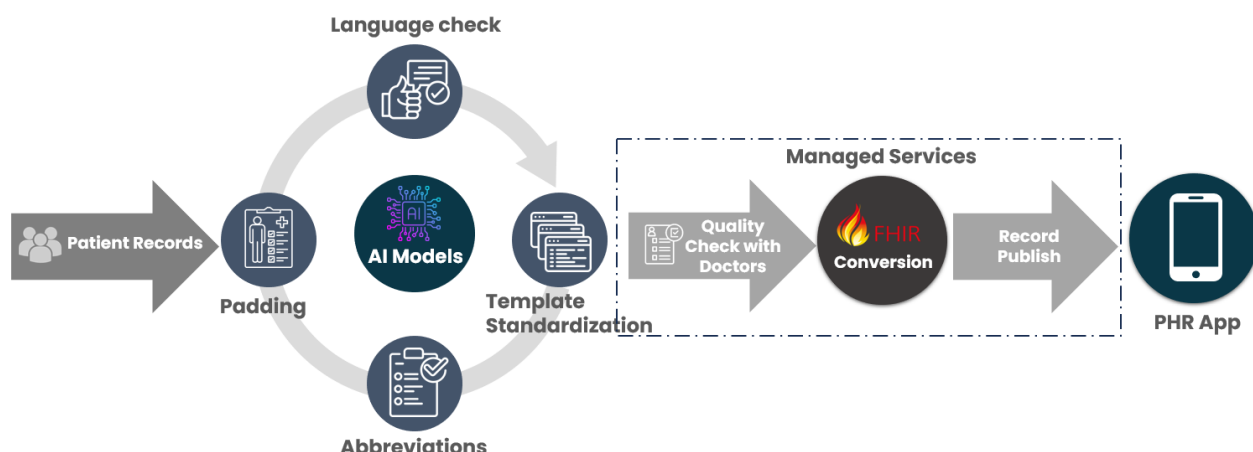 Language check
Managed Services
Patient Records
AI
AI Models
Quality
Check with
Doctors
FHIR
Conversion
Record
Publish
Padding
Template
Standardization
PHR App
Abbreviations